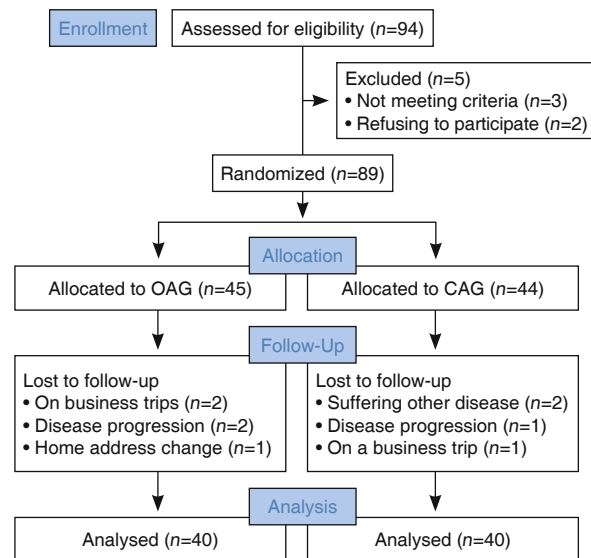 Enrollment
Assessed for eligibility (n=94)
Excluded (n=5)
• Not meeting criteria (n=3)
• Refusing to participate (n=2)
Randomized (n=89)
Allocation
Allocated to OAG (n=45)
Allocated to CAG (n=44)
Follow-Up
Lost to follow-up
• On business trips (n=2)
• Disease progression (n=2)
• Home address change (n=1)
Lost to follow-up
• Suffering other disease (n=2)
• Disease progression (n=1)
• On a business trip (n=1)
Analysis
Analysed (n=40)
Analysed (n=40)